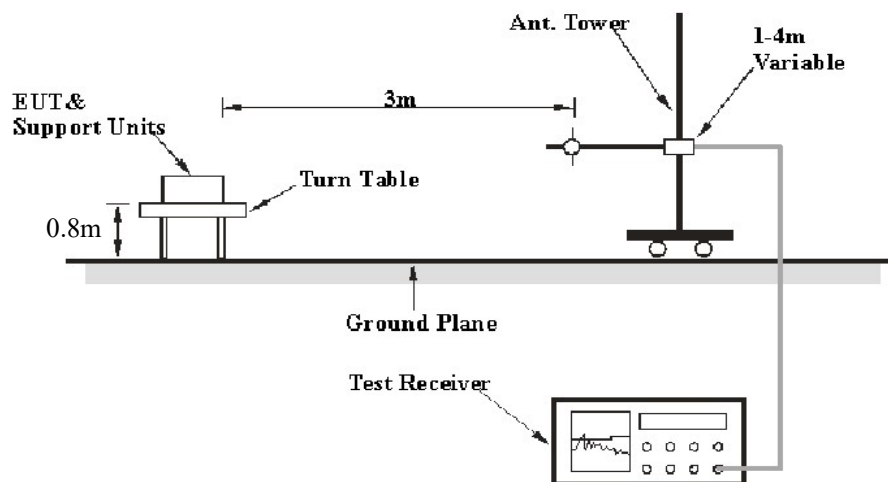 Ant. Tower
1-4m
Variable
3m
EUT&
Support Units
Turn Table
0.8m
Ground Plane
Test Receiver